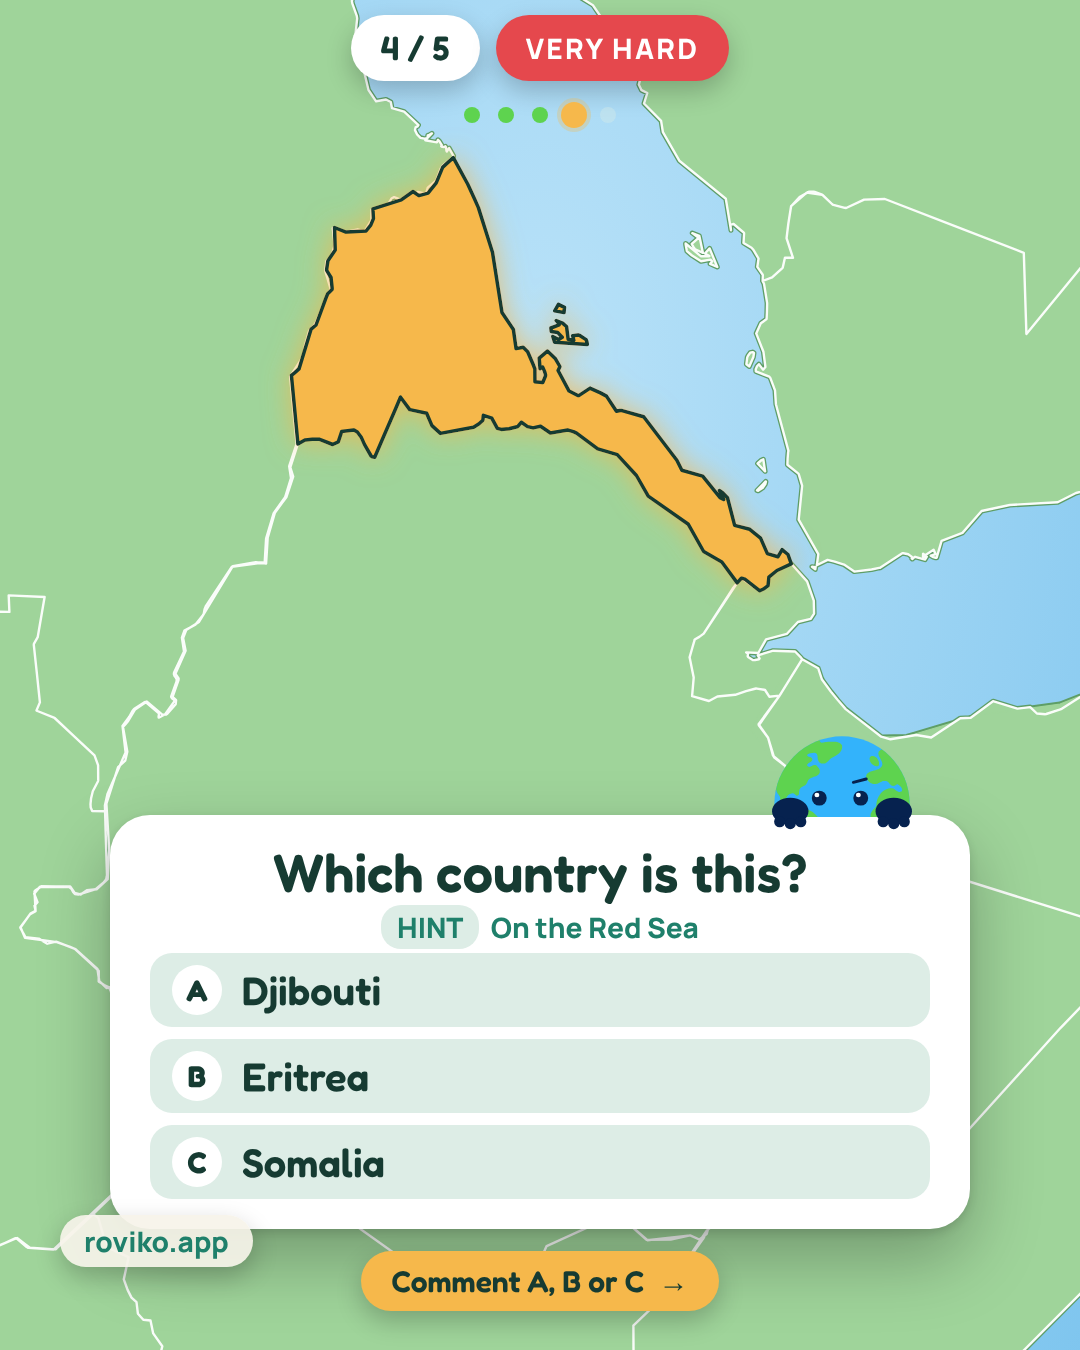 4 / 5
VERY HARD
Which country is this?
HINT On the Red Sea
A Djibouti
B Eritrea
C Somalia
roviko.app
Comment A, B or C →